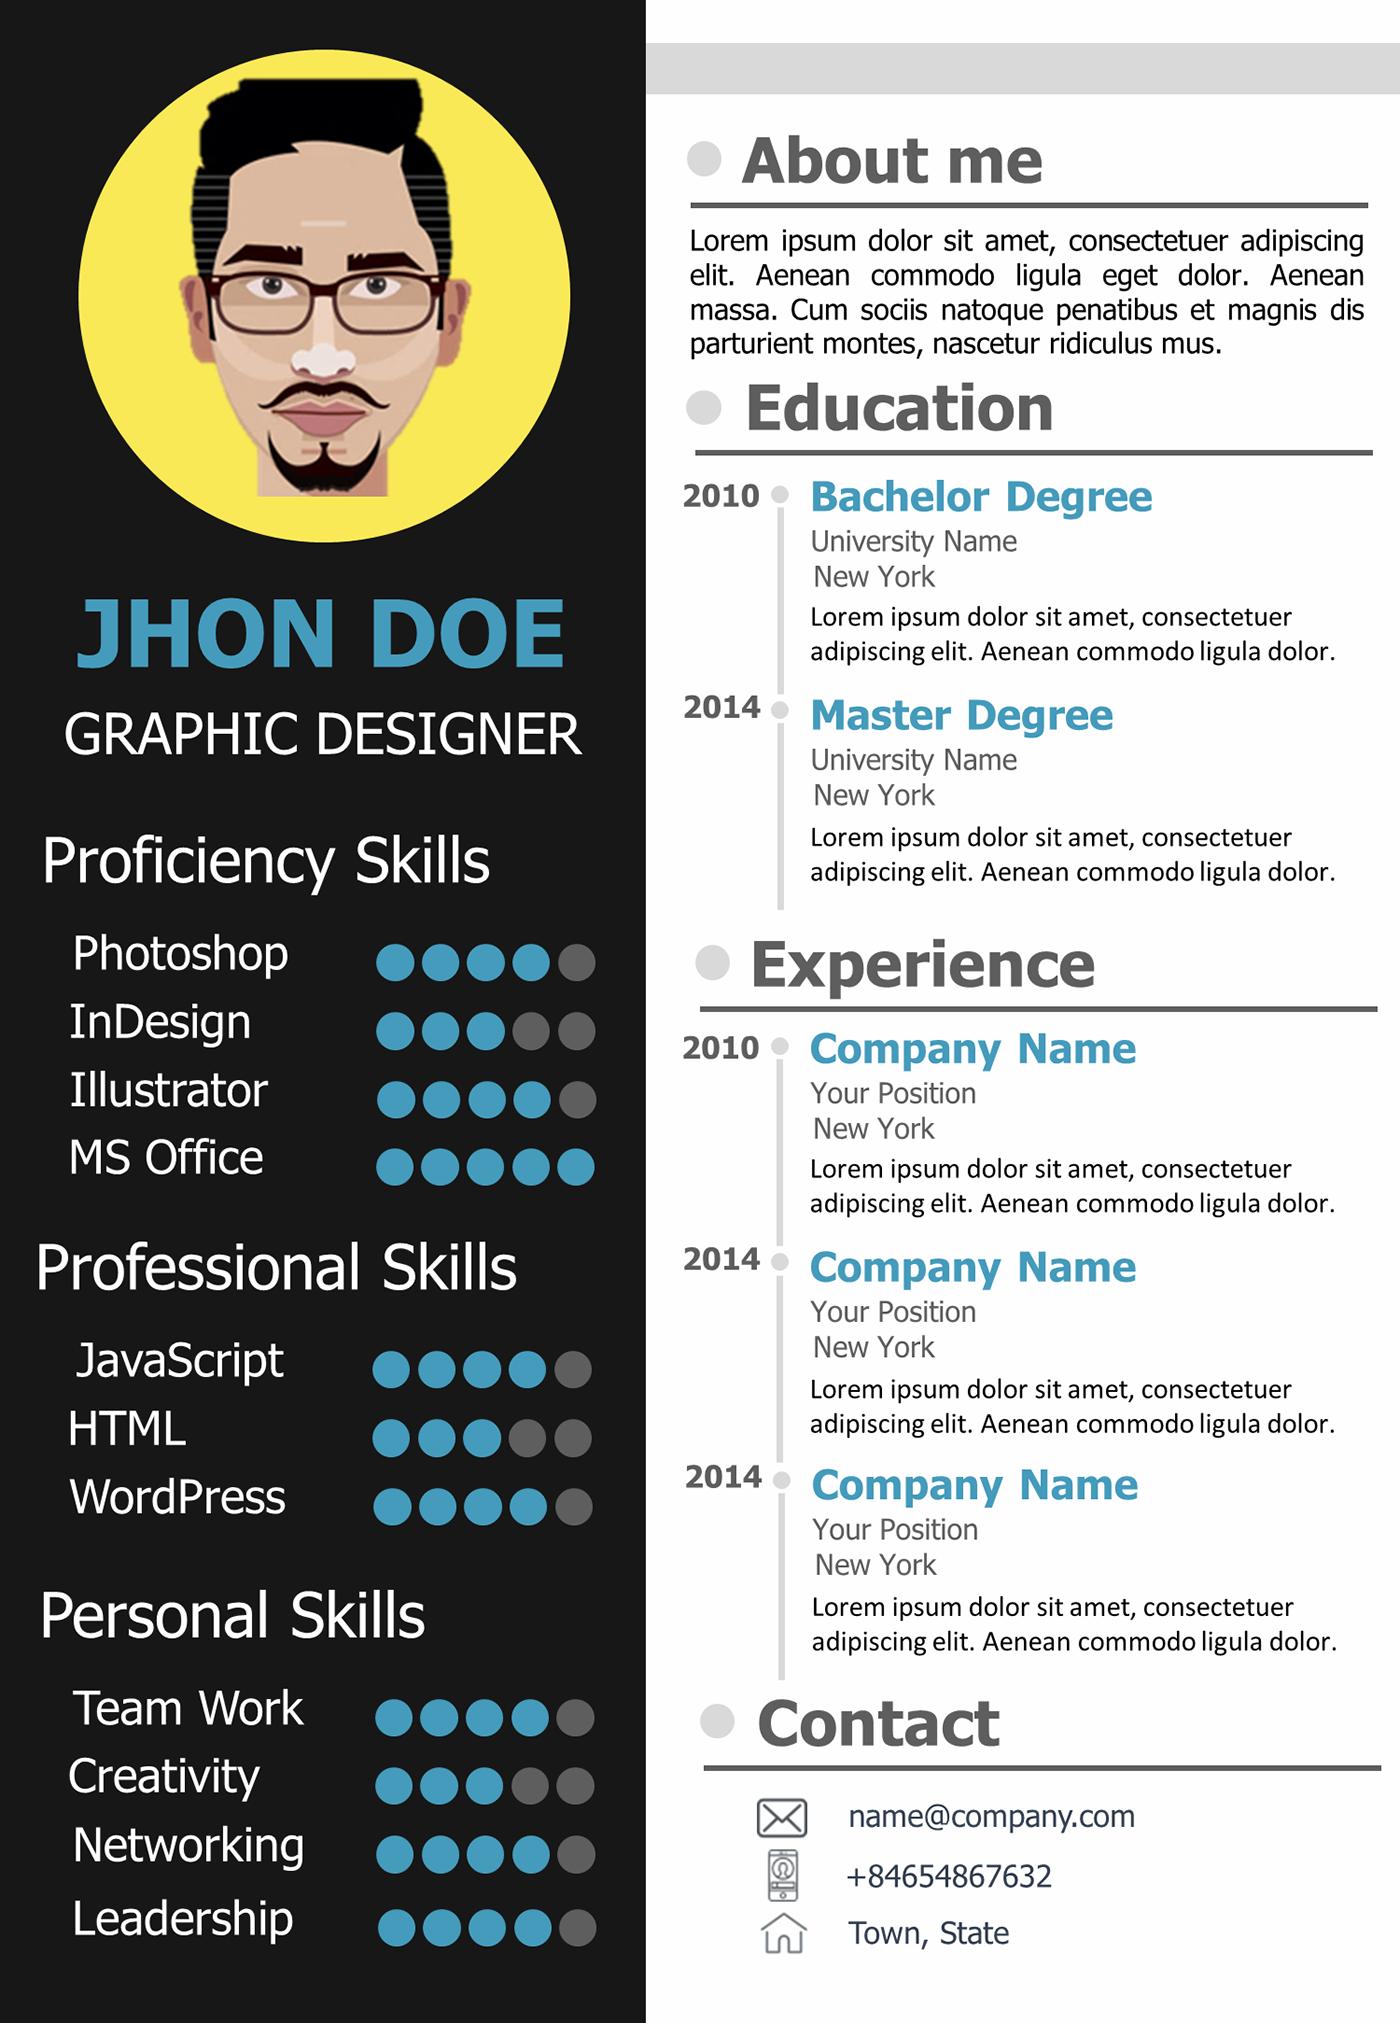 JHON DOE
GRAPHIC DESIGNER
Proficiency Skills
Photoshop
InDesign
Illustrator
MS Office
Professional Skills
JavaScript
HTML
WordPress
Personal Skills
Team Work
Creativity
Networking
Leadership
About me
Lorem ipsum dolor sit amet, consectetuer adipiscing
elit. Aenean commodo ligula eget dolor. Aenean
massa. Cum sociis natoque penatibus et magnis dis
parturient montes, nascetur ridiculus mus.
Education
2010 Bachelor Degree
University Name
New York
Lorem ipsum dolor sit amet, consectetuer
adipiscing elit. Aenean commodo ligula dolor.
2014 Master Degree
University Name
New York
Lorem ipsum dolor sit amet, consectetuer
adipiscing elit. Aenean commodo ligula dolor.
Experience
2010 Company Name
Your Position
New York
Lorem ipsum dolor sit amet, consectetuer
adipiscing elit. Aenean commodo ligula dolor.
2014 Company Name
Your Position
New York
Lorem ipsum dolor sit amet, consectetuer
adipiscing elit. Aenean commodo ligula dolor.
2014 Company Name
Your Position
New York
Lorem ipsum dolor sit amet, consectetuer
adipiscing elit. Aenean commodo ligula dolor.
Contact
name@company.com
+84654867632
Town, State